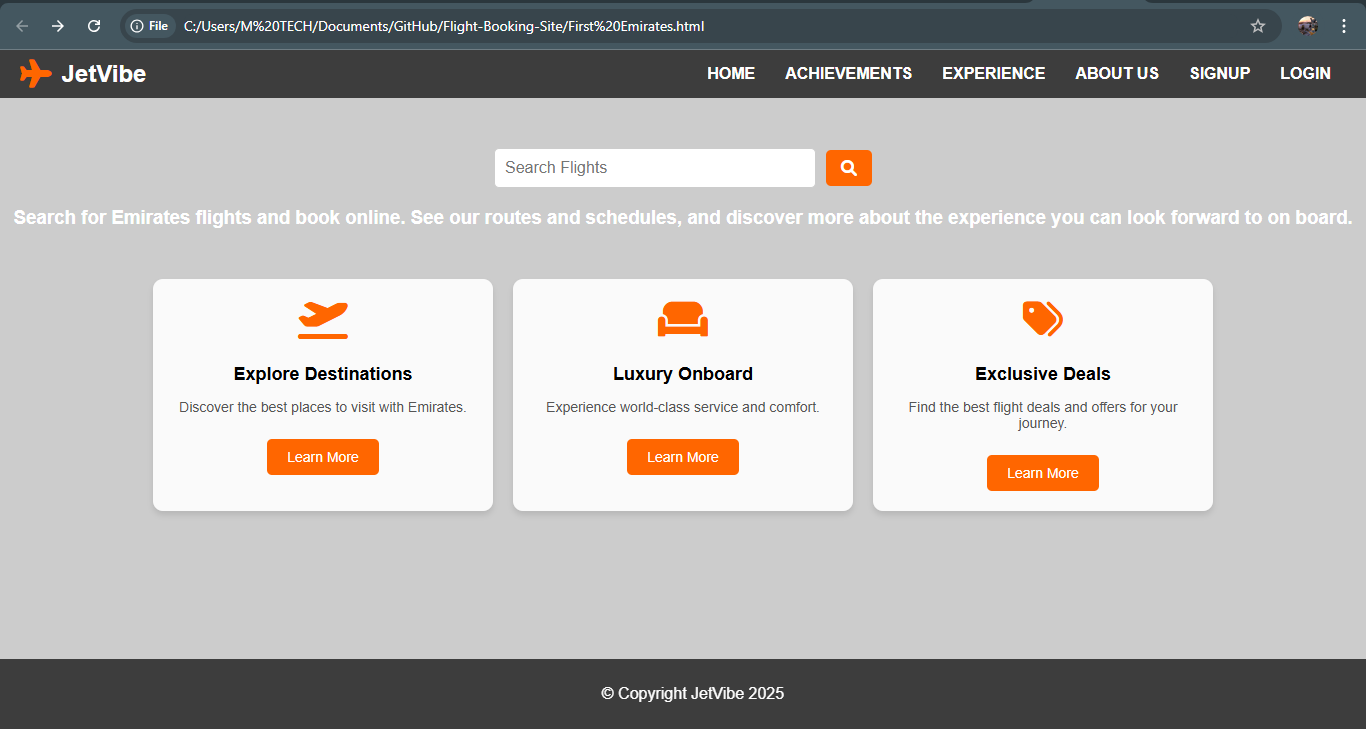 File C:/Users/M%20TECH/Documents/GitHub/Flight-Booking-Site/First%20Emirates.html
JetVibe HOME ACHIEVEMENTS EXPERIENCE ABOUT US SIGNUP LOGIN
Search Flights
Search for Emirates flights and book online. See our routes and schedules, and discover more about the experience you can look forward to on board.
Explore Destinations
Discover the best places to visit with Emirates.
Learn More
Luxury Onboard
Experience world-class service and comfort.
Learn More
Exclusive Deals
Find the best flight deals and offers for your
journey.
Learn More
© Copyright JetVibe 2025